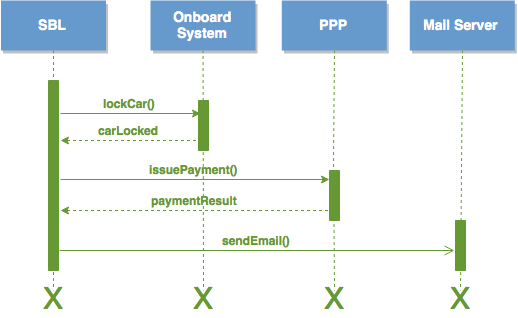 SBL
Onboard
System
PPP
Mail Server
lockCar()
carLocked
issuePayment()
paymentResult
sendEmail()
X X X X